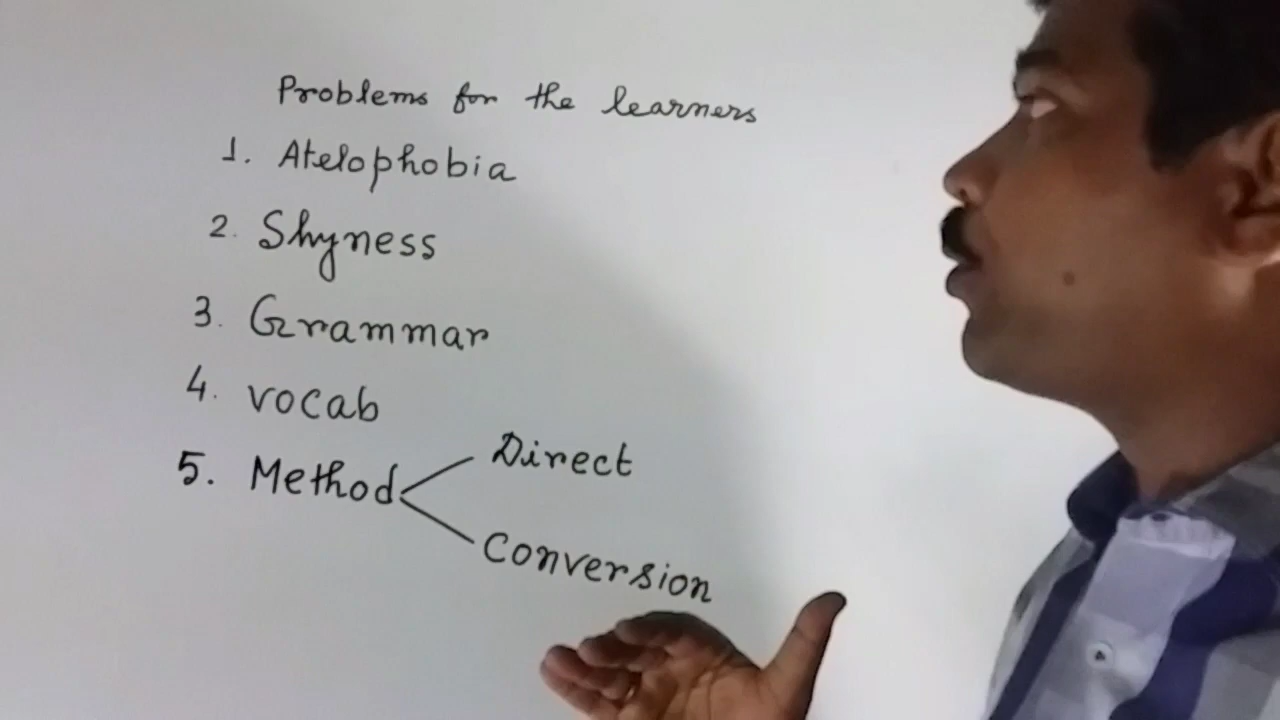 Problems for the learners
1. Atelophobia
2. Shyness
3. Grammar
4. vocab
5. Method
Direct
Conversion